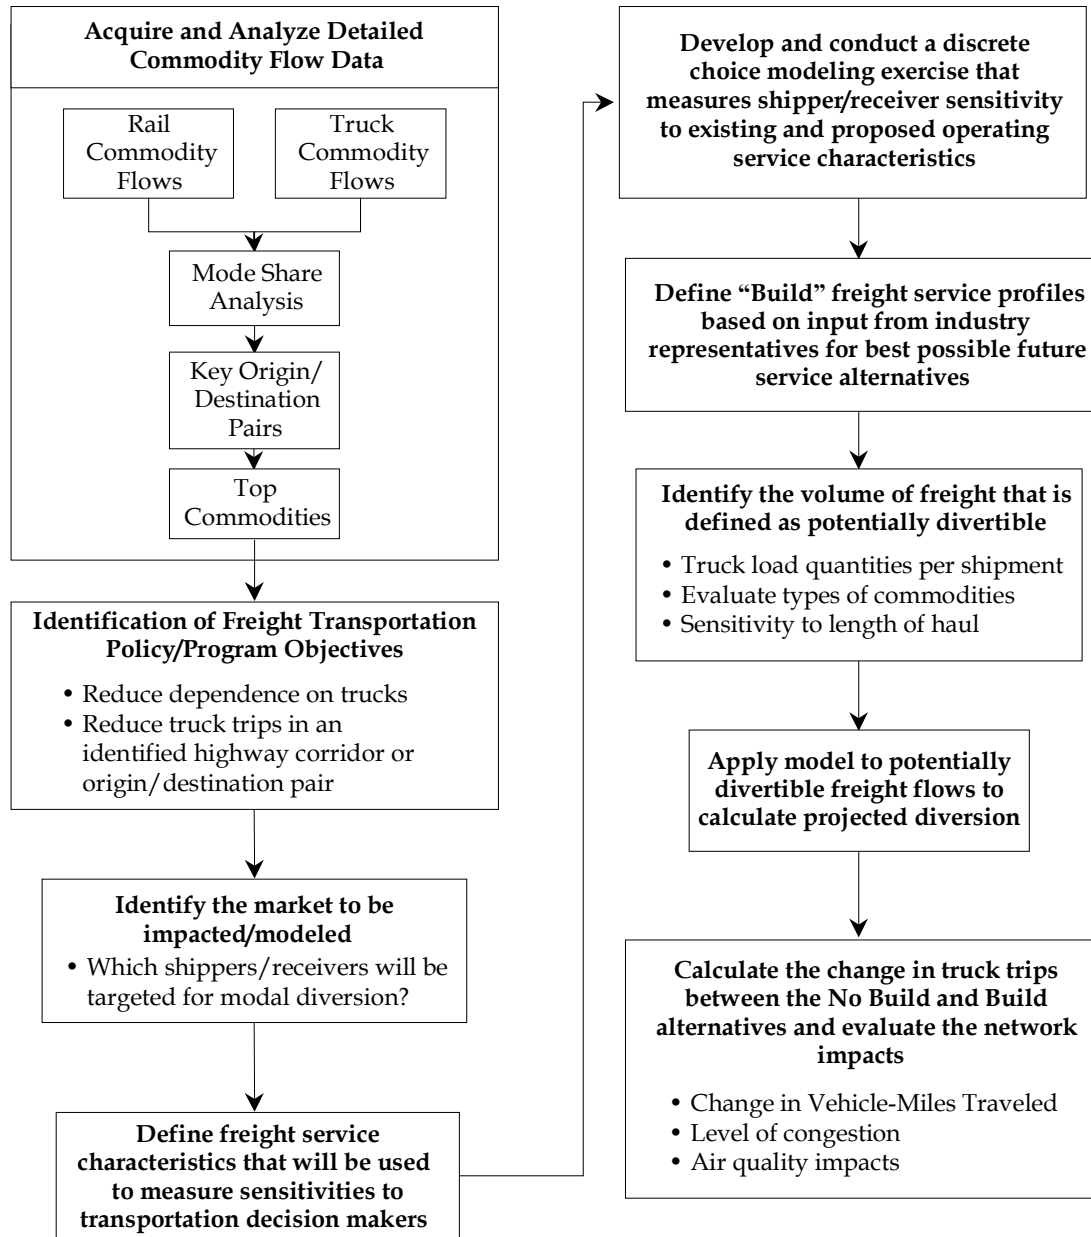 Acquire and Analyze Detailed
Commodity Flow Data
Rail
Commodity
Flows
Truck
Commodity
Flows
Mode Share
Analysis
Key Origin/
Destination
Pairs
Top
Commodities
Identification of Freight Transportation
Policy/Program Objectives
• Reduce dependence on trucks
• Reduce truck trips in an
identified highway corridor or
origin/destination pair
Identify the market to be
impacted/modeled
• Which shippers/receivers will be
targeted for modal diversion?
Define freight service
characteristics that will be used
to measure sensitivities to
transportation decision makers
Develop and conduct a discrete
choice modeling exercise that
measures shipper/receiver sensitivity
to existing and proposed operating
service characteristics
Define “Build” freight service profiles
based on input from industry
representatives for best possible future
service alternatives
Identify the volume of freight that is
defined as potentially divertible
• Truck load quantities per shipment
• Evaluate types of commodities
• Sensitivity to length of haul
Apply model to potentially
divertible freight flows to
calculate projected diversion
Calculate the change in truck trips
between the No Build and Build
alternatives and evaluate the network
impacts
• Change in Vehicle-Miles Traveled
• Level of congestion
• Air quality impacts